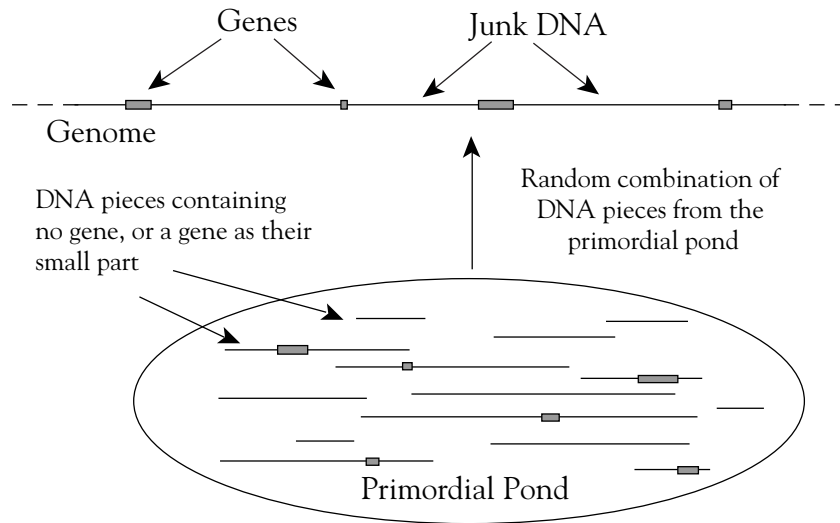 Genes
Junk DNA
Genome
DNA pieces containing
no gene, or a gene as their
small part
Random combination of
DNA pieces from the
primordial pond
Primordial Pond